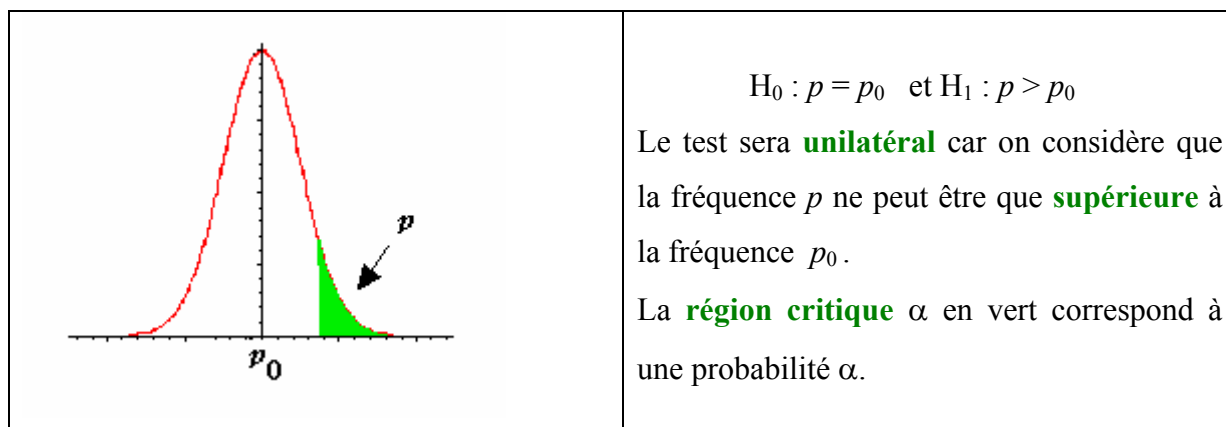 p
p0
H0 : p = p0 et H1 : p > p0
Le test sera unilatéral car on considère que
la fréquence p ne peut être que supérieure à
la fréquence p0 .
La région critique α en vert correspond à
une probabilité α.